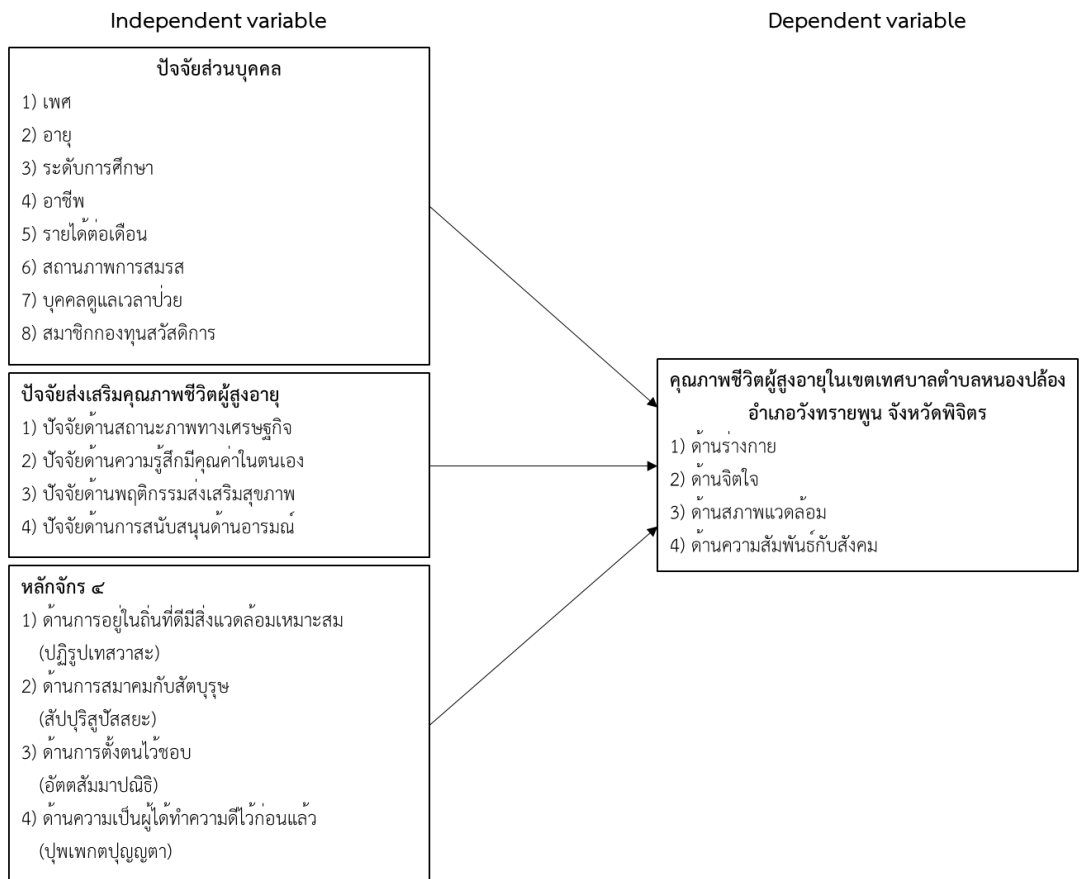 Independent variable
Dependent variable
ปัจจัยส่วนบุคคล
1) เพศ
2) อายุ
3) ระดับการศึกษา
4) อาชีพ
5) รายได้ต่อเดือน
6) สถานภาพการสมรส
7) บุคคลดูแลเวลาป่วย
8) สมาชิกกองทุนสวัสดิการ
ปัจจัยส่งเสริมคุณภาพชีวิตผู้สูงอายุ
1) ปัจจัยด้านสถานะภาพทางเศรษฐกิจ
2) ปัจจัยด้านความรู้สึกมีคุณค่าในตนเอง
3) ปัจจัยด้านพฤติกรรมส่งเสริมสุขภาพ
4) ปัจจัยด้านการสนับสนุนด้านอารมณ์
หลักจักร ๔
1) ด้านการอยู่ในถิ่นที่ดีมีสิ่งแวดล้อมเหมาะสม
(ปฏิรูปเทสวาสะ)
2) ด้านการสมาคมกับสัตบุรุษ
(สัปปุริสูปัสสยะ)
3) ด้านการตั้งตนไว้ชอบ
(อัตตสัมมาปณิธิ)
4) ด้านความเป็นผู้ได้ทำความดีไว้ก่อนแล้ว
(ปุพเพกตปุญญตา)
คุณภาพชีวิตผู้สูงอายุในเขตเทศบาลตำบลหนองปล้อง
อำเภอวังทรายพูน จังหวัดพิจิตร
1) ด้านร่างกาย
2) ด้านจิตใจ
3) ด้านสภาพแวดล้อม
4) ด้านความสัมพันธ์กับสังคม